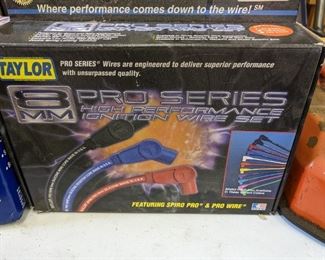 Where performance comes down to the wire! SM
TAYLOR
PRO SERIES® Wires are engineered to deliver superior performance
with unsurpassed quality.
8MM
PRO SERIES
HIGH PERFORMANCE
IGNITION WIRE SET
FEATURING SPIRO PRO® & PRO WIRE®